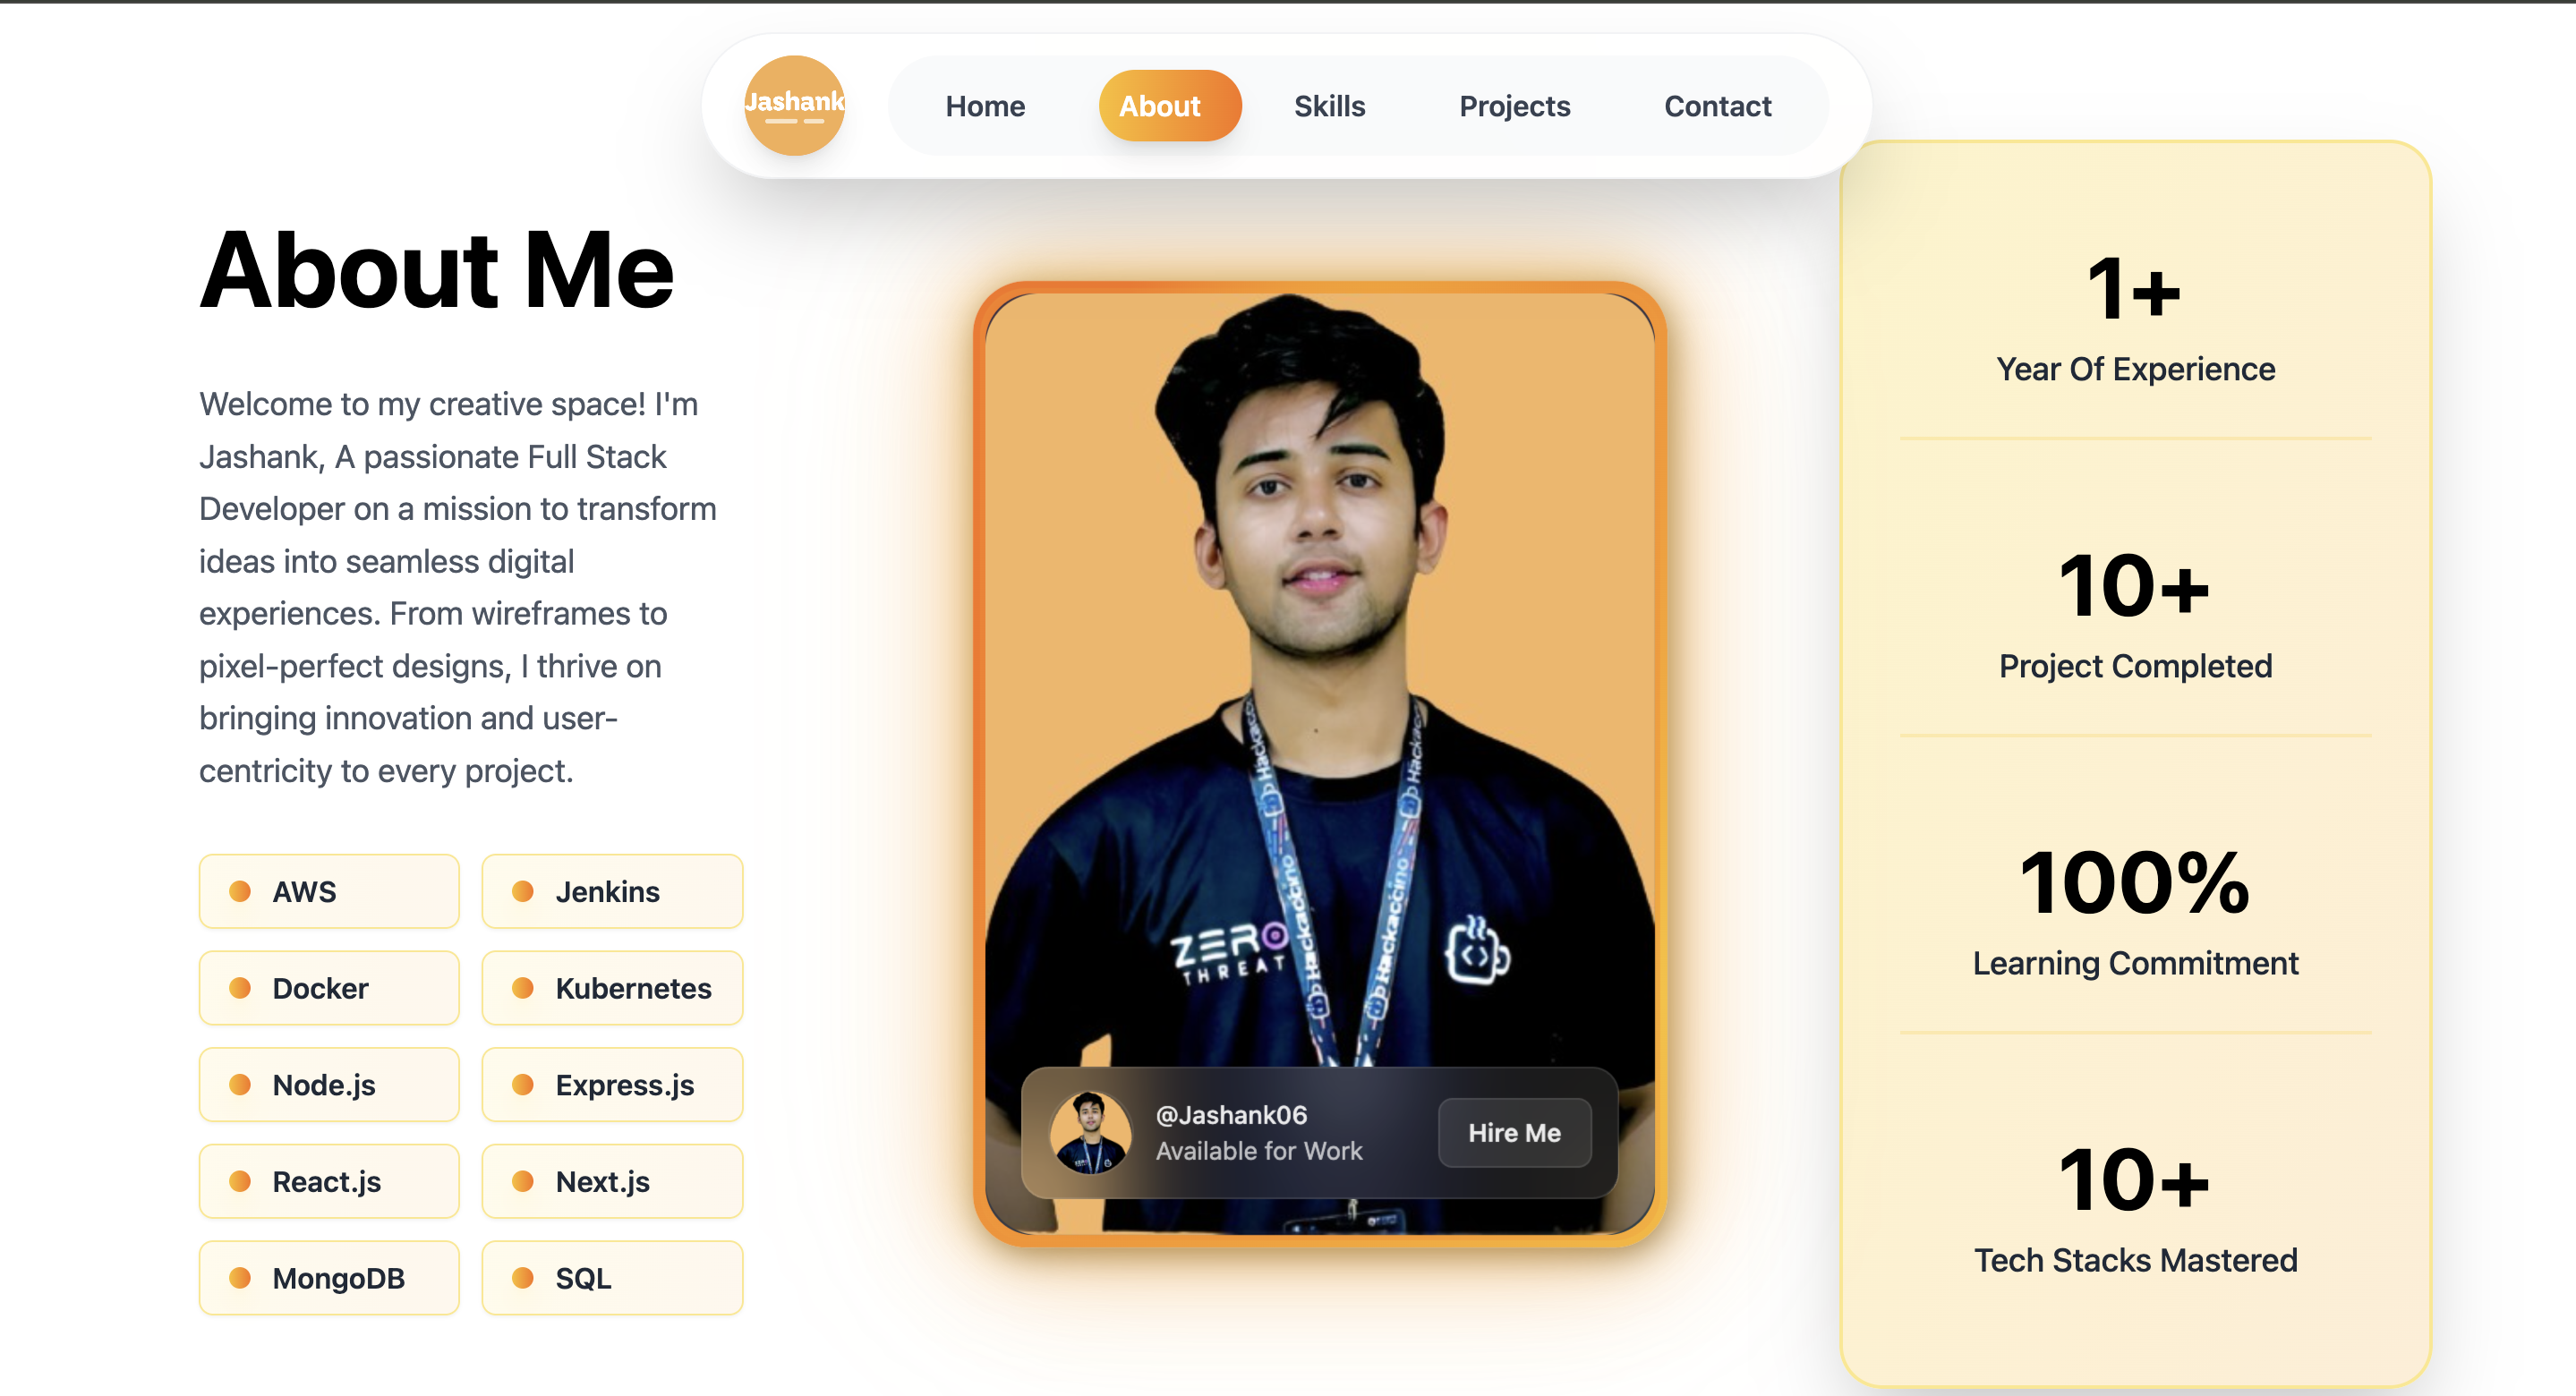 Jashank
Home
About
Skills
Projects
Contact
About Me
Welcome to my creative space! I'm
Jashank, A passionate Full Stack
Developer on a mission to transform
ideas into seamless digital
experiences. From wireframes to
pixel-perfect designs, I thrive on
bringing innovation and user-
centricity to every project.
AWS
Jenkins
Docker
Kubernetes
Node.js
Express.js
React.js
Next.js
MongoDB
SQL
Hackaccino
Hackaccino
ZERO
THREAT
@Jashank06
Available for Work
Hire Me
1+
Year Of Experience
10+
Project Completed
100%
Learning Commitment
10+
Tech Stacks Mastered